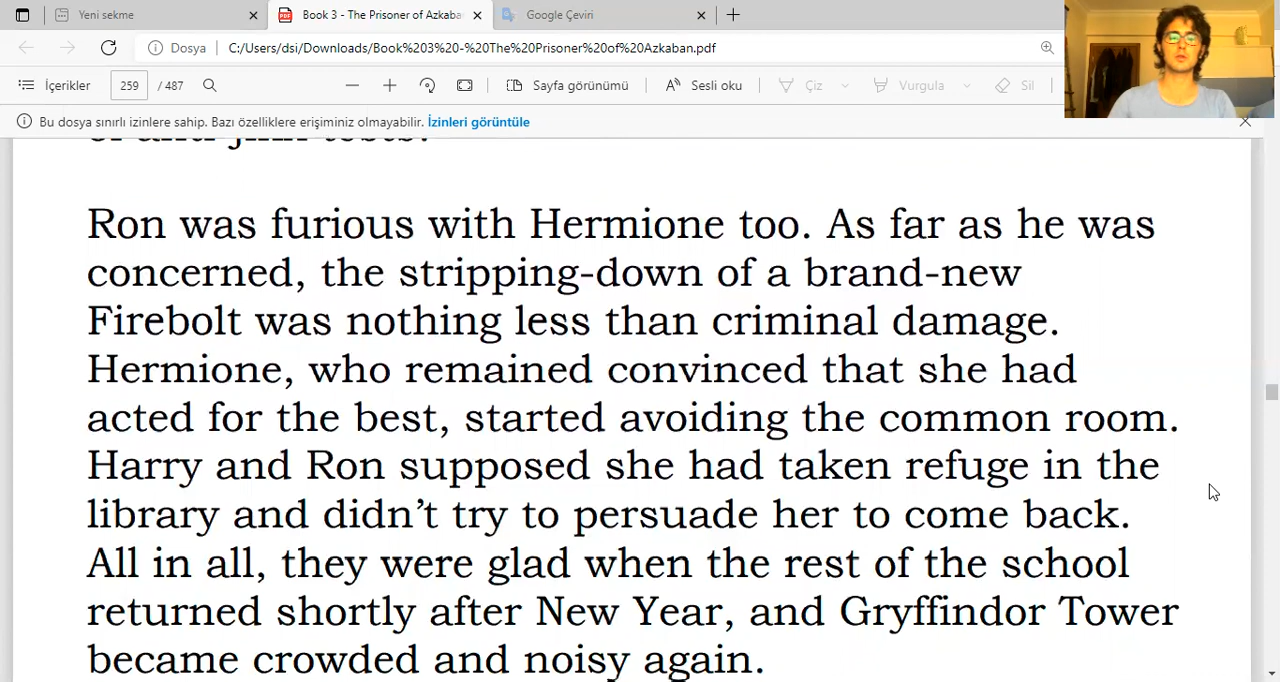 Yeni sekme
Book 3 - The Prisoner of Azkaba
Google Çeviri
Dosya
C:/Users/dsi/Downloads/Book%203%20-%20The%20Prisoner%20of%20Azkaban.pdf
İçerikler
259 / 487
Sayfa görünümü
Sesli oku
Çiz
Vurgula
Sil
Bu dosya sınırlı izinlere sahip. Bazı özelliklere erişiminiz olmayabilir. İzinleri görüntüle
Ron was furious with Hermione too. As far as he was
concerned, the stripping-down of a brand-new
Firebolt was nothing less than criminal damage.
Hermione, who remained convinced that she had
acted for the best, started avoiding the common room.
Harry and Ron supposed she had taken refuge in the
library and didn’t try to persuade her to come back.
All in all, they were glad when the rest of the school
returned shortly after New Year, and Gryffindor Tower
became crowded and noisy again.